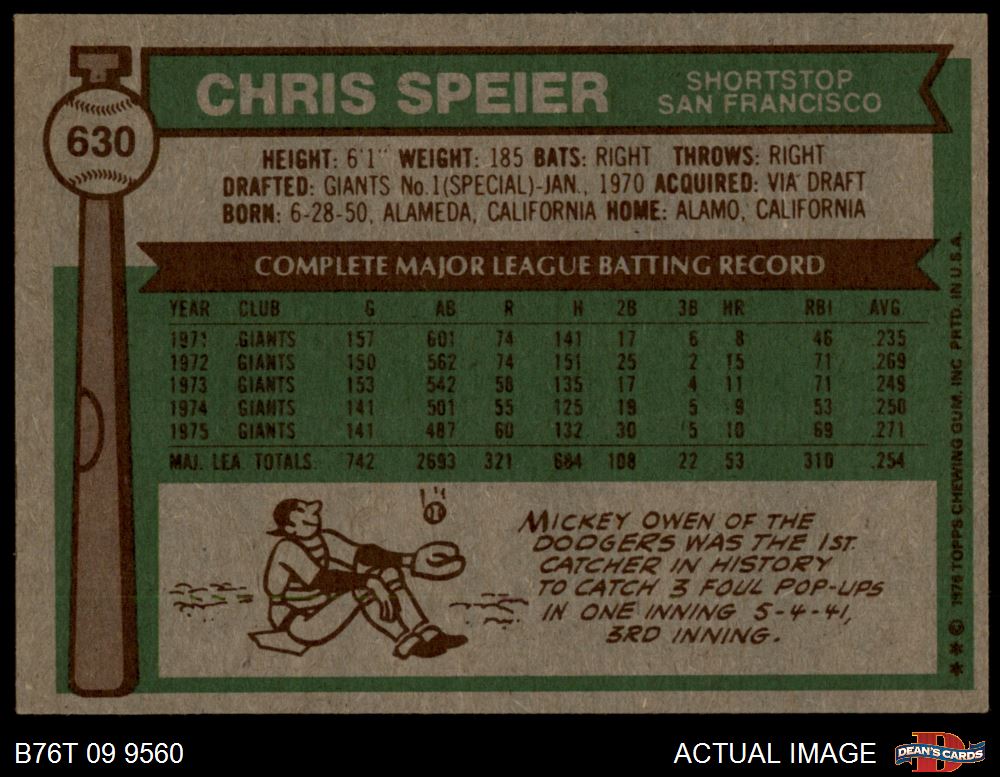 630
CHRIS SPEIER
SHORTSTOP
SAN FRANCISCO
HEIGHT: 6'1" WEIGHT: 185 BATS: RIGHT THROWS: RIGHT
DRAFTED: GIANTS No.1(SPECIAL)-JAN., 1970 ACQUIRED: VIA DRAFT
BORN: 6-28-50, ALAMEDA, CALIFORNIA HOME: ALAMO, CALIFORNIA
COMPLETE MAJOR LEAGUE BATTING RECORD
YEAR CLUB G AB R H 2B 3B HR RBI AVG
1971 GIANTS 157 601 74 141 17 6 8 46 .235
1972 GIANTS 150 562 74 151 25 2 15 71 .269
1973 GIANTS 153 542 58 135 17 4 11 71 .249
1974 GIANTS 141 501 55 125 19 5 9 53 .250
1975 GIANTS 141 487 60 132 30 5 10 69 .271
MAJ. LEA TOTALS 742 2693 321 684 108 22 53 310 .254
MICKEY OWEN OF THE
DODGERS WAS THE 1ST.
CATCHER IN HISTORY
TO CATCH 3 FOUL POP-UPS
IN ONE INNING 5-4-41,
3RD INNING.
* * © 1976 TOPPS CHEWING GUM, INC PRTD. IN U.S.A.
B76T 09 9560
ACTUAL IMAGE
D
DEAN'S CARDS